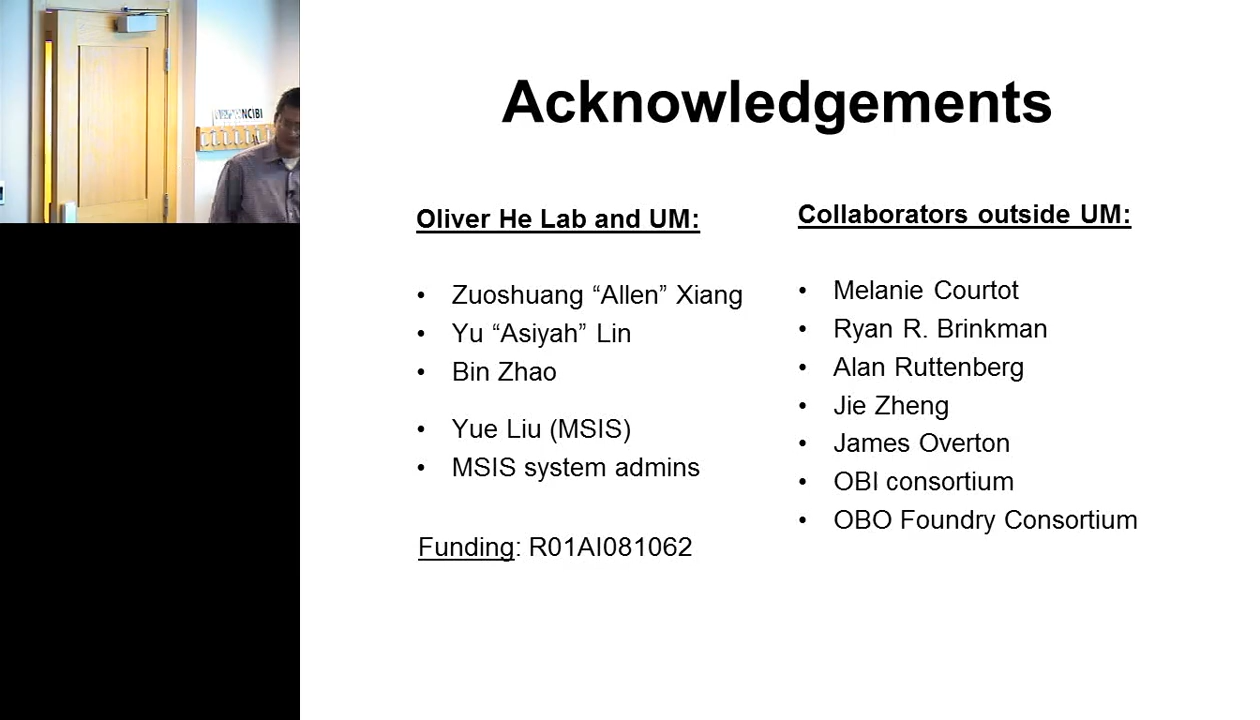 NCIBI
Acknowledgements
Oliver He Lab and UM:
• Zuoshuang “Allen” Xiang
• Yu “Asiyah” Lin
• Bin Zhao
• Yue Liu (MSIS)
• MSIS system admins
Funding: R01AI081062
Collaborators outside UM:
• Melanie Courtot
• Ryan R. Brinkman
• Alan Ruttenberg
• Jie Zheng
• James Overton
• OBI consortium
• OBO Foundry Consortium